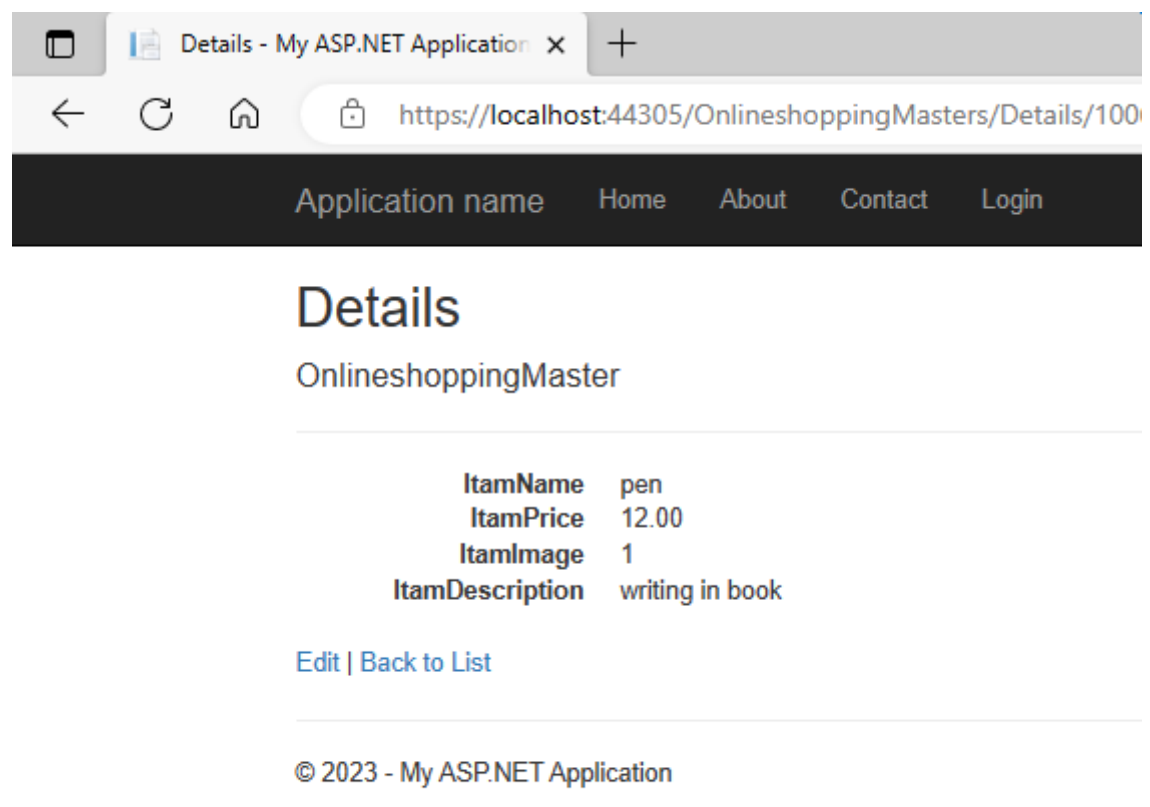 Details - My ASP.NET Application
https://localhost:44305/OnlineshoppingMasters/Details/100
Application name Home About Contact Login
Details
OnlineshoppingMaster
ItamName pen
ItamPrice 12.00
ItamImage 1
ItamDescription writing in book
Edit | Back to List
© 2023 - My ASP.NET Application